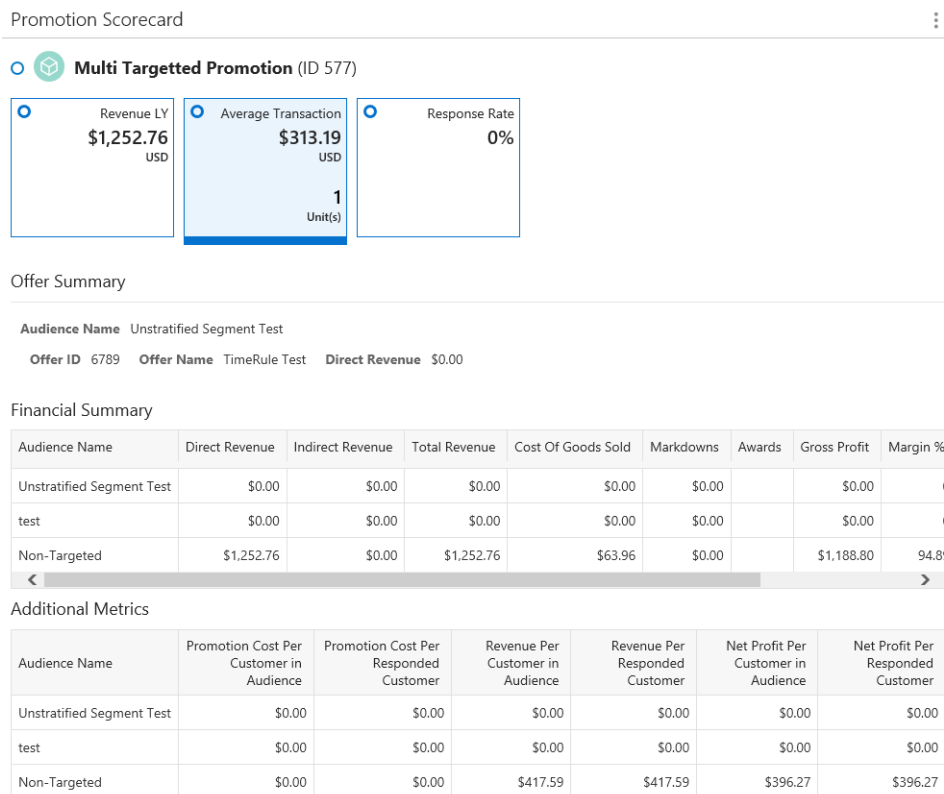 Promotion Scorecard
Multi Targetted Promotion (ID 577)
Revenue LY
$1,252.76
USD
Average Transaction
$313.19
USD
1
Unit(s)
Response Rate
0%
Offer Summary
Audience Name Unstratified Segment Test
Offer ID 6789 Offer Name TimeRule Test Direct Revenue $0.00
Financial Summary
Audience Name Direct Revenue Indirect Revenue Total Revenue Cost Of Goods Sold Markdowns Awards Gross Profit Margin %
Unstratified Segment Test $0.00 $0.00 $0.00 $0.00 $0.00 $0.00
test $0.00 $0.00 $0.00 $0.00 $0.00 $0.00
Non-Targeted $1,252.76 $0.00 $1,252.76 $63.96 $0.00 $1,188.80 94.89
Additional Metrics
Audience Name
Promotion Cost Per
Customer in
Audience
Promotion Cost Per
Responded
Customer
Revenue Per
Customer in
Audience
Revenue Per
Responded
Customer
Net Profit Per
Customer in
Audience
Net Profit Per
Responded
Customer
Unstratified Segment Test $0.00 $0.00 $0.00 $0.00 $0.00 $0.00
test $0.00 $0.00 $0.00 $0.00 $0.00 $0.00
Non-Targeted $0.00 $0.00 $417.59 $417.59 $396.27 $396.27